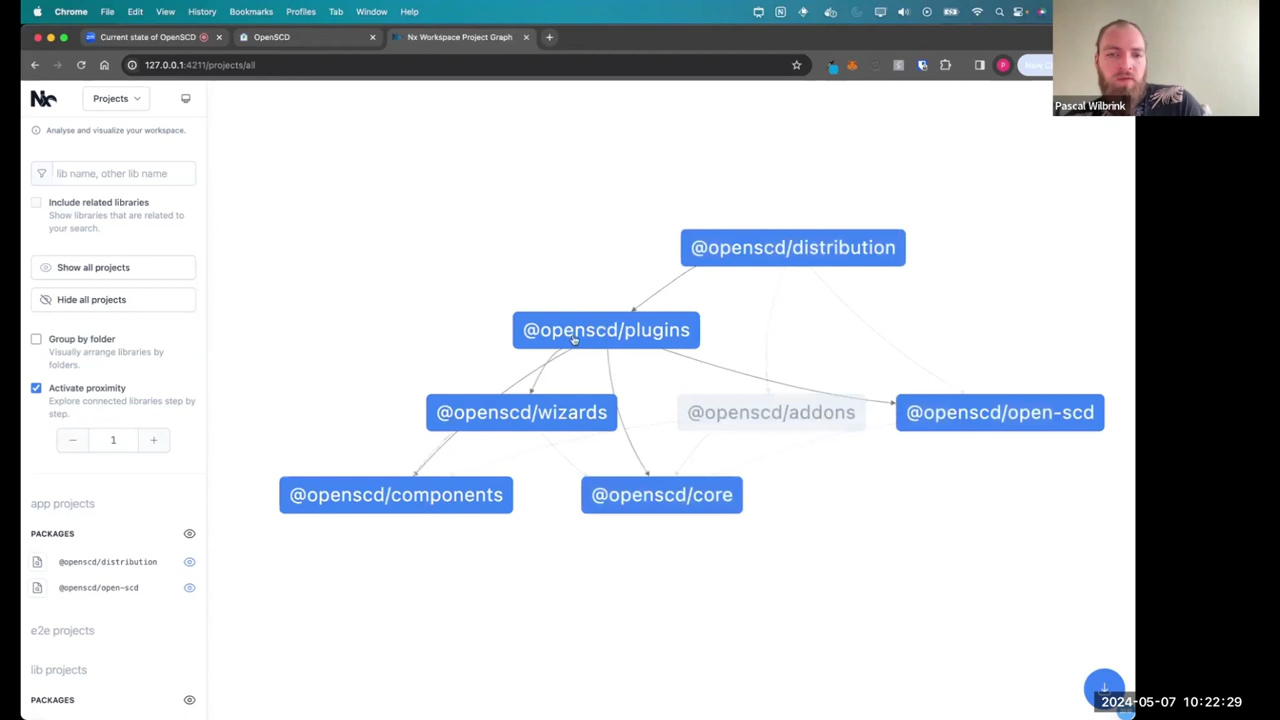 Chrome File Edit View History Bookmarks Profiles Tab Window Help
Current state of OpenSCD
OpenSCD
Nx Workspace Project Graph
127.0.0.1:4211/projects/all
Pascal Wilbrink
Nx
Projects
Analyse and visualize your workspace.
lib name, other lib name
Include related libraries
Show libraries that are related to
your search.
Show all projects
Hide all projects
Group by folder
Visually arrange libraries by
folders.
Activate proximity
Explore connected libraries step by
step.
1
app projects
PACKAGES
@openscd/distribution
@openscd/open-scd
e2e projects
lib projects
PACKAGES
@openscd/distribution
@openscd/plugins
@openscd/wizards
@openscd/addons
@openscd/open-scd
@openscd/components
@openscd/core
2024-05-07 10:22:29